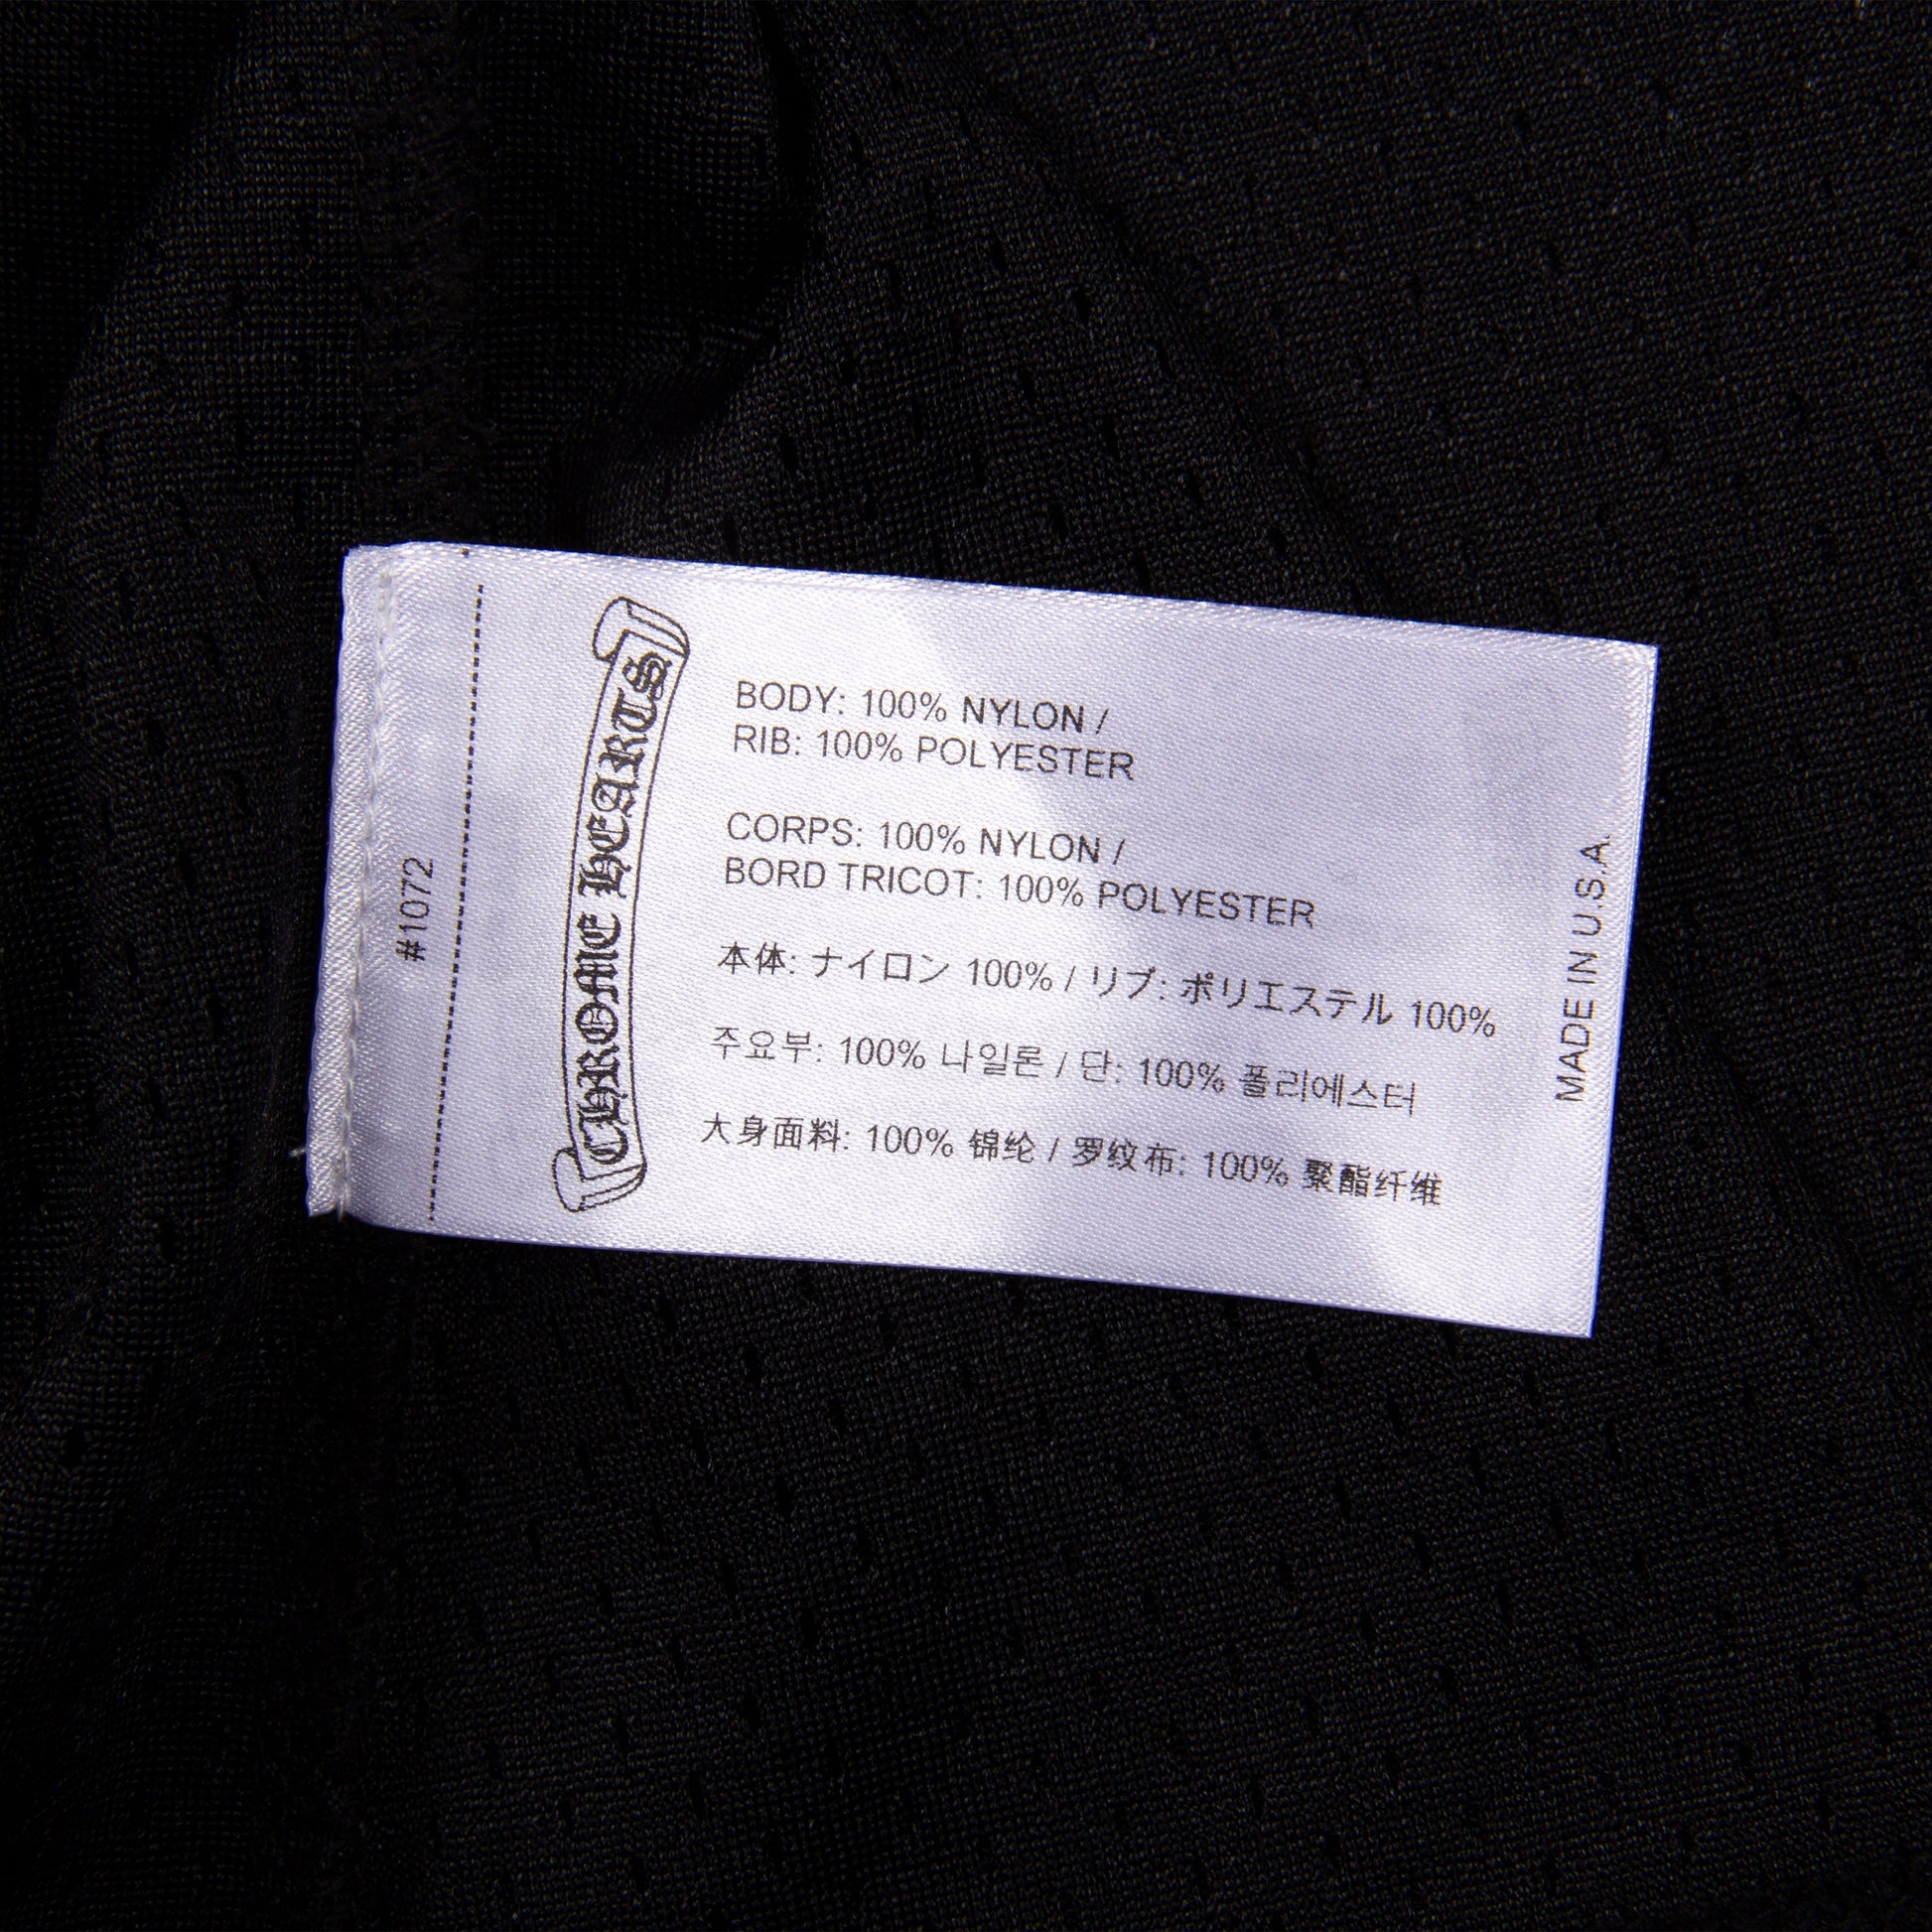 #1072
CHROME HEARTS
BODY: 100% NYLON /
RIB: 100% POLYESTER
CORPS: 100% NYLON /
BORD TRICOT: 100% POLYESTER
本体: ナイロン 100% / リブ: ポリエステル 100%
주요부: 100% 나일론 / 단: 100% 폴리에스터
大身面料: 100% 锦纶 / 罗纹布: 100% 聚酯纤维
MADE IN U.S.A.